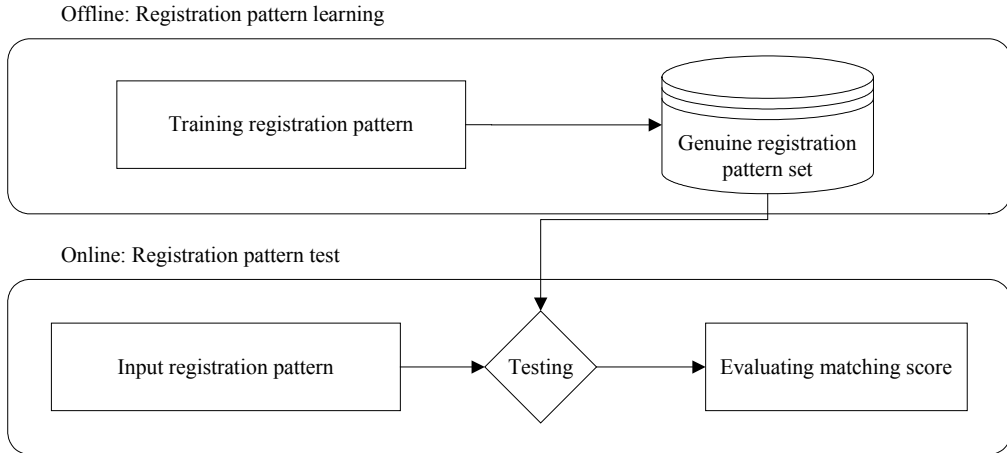 Offline: Registration pattern learning
Training registration pattern
Genuine registration
pattern set
Online: Registration pattern test
Input registration pattern
Testing
Evaluating matching score